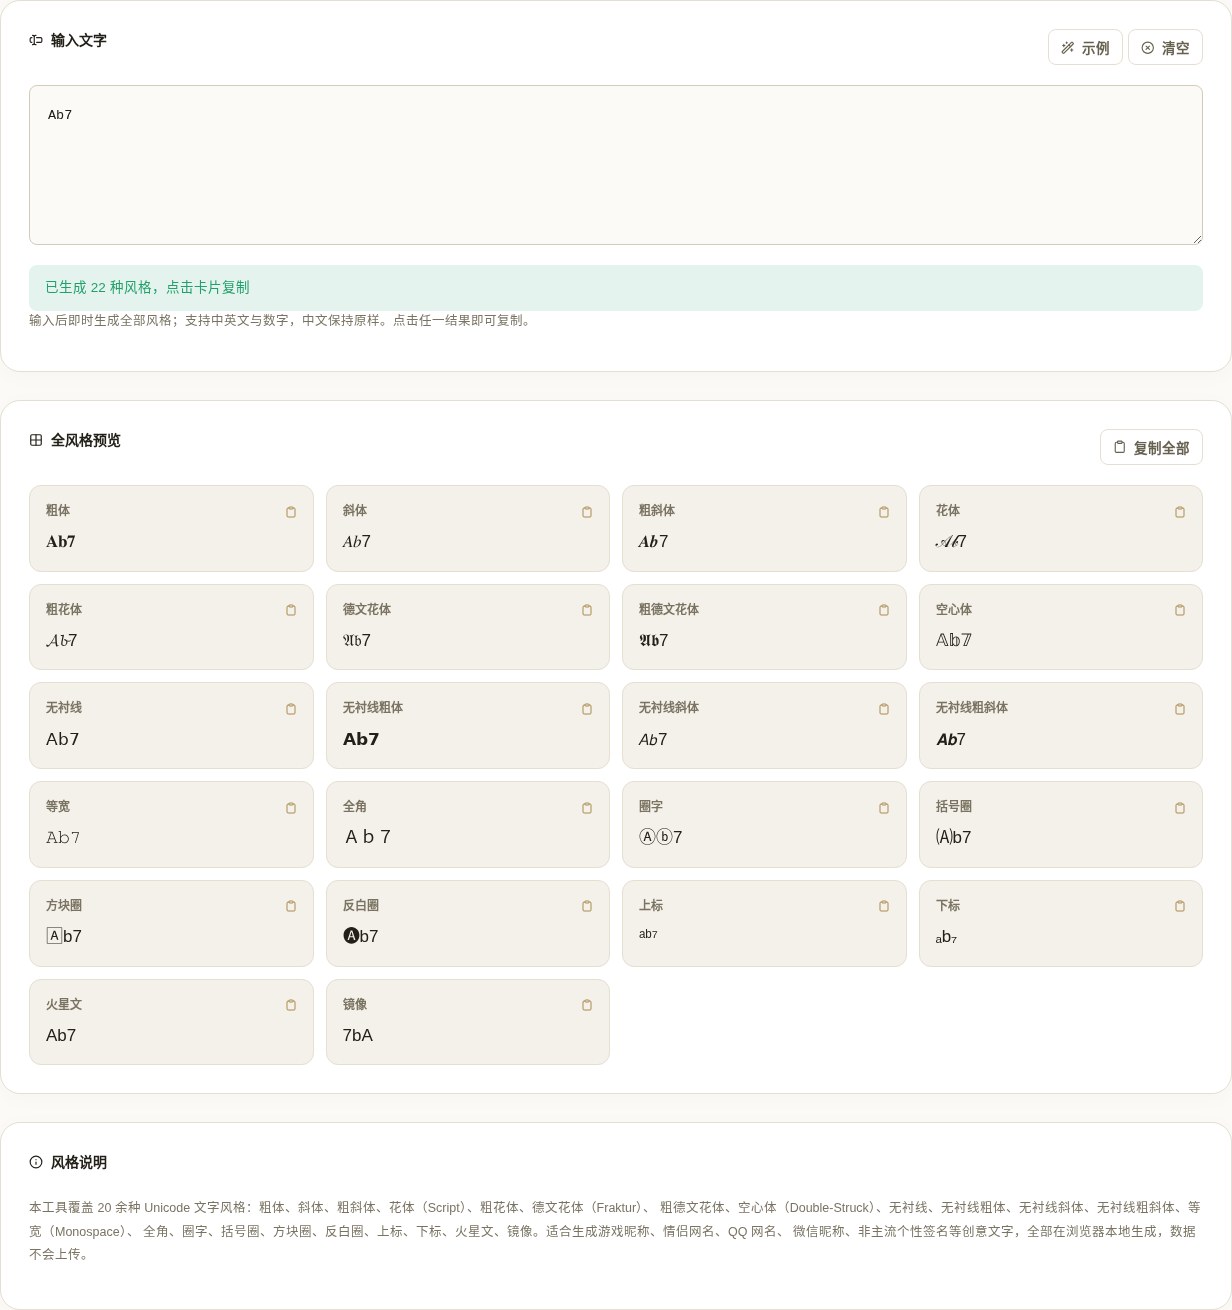 输入文字
示例
清空
Ab7
已生成 22 种风格，点击卡片复制
输入后即时生成全部风格；支持中英文与数字，中文保持原样。点击任一结果即可复制。
全风格预览
复制全部
粗体
𝐀𝐛𝟕
斜体
𝐴𝑏7
粗斜体
𝑨𝒃7
花体
𝒜𝒷7
粗花体
𝓐𝓫7
德文花体
𝔄𝔟7
粗德文花体
𝕬𝖇7
空心体
𝔸𝕓𝟟
无衬线
𝖠𝖻𝟩
无衬线粗体
𝗔𝗯𝟳
无衬线斜体
𝘈𝘣7
无衬线粗斜体
𝘼𝙗7
等宽
𝙰𝚋𝟽
全角
Ａｂ７
圈字
Ⓐⓑ7
括号圈
🄐b7
方块圈
🄰b7
反白圈
🅐b7
上标
ᵃᵇ⁷
下标
ₐb₇
火星文
Ab7
镜像
7bA
风格说明
本工具覆盖 20 余种 Unicode 文字风格：粗体、斜体、粗斜体、花体（Script）、粗花体、德文花体（Fraktur）、 粗德文花体、空心体（Double-Struck）、无衬线、无衬线粗体、无衬线斜体、无衬线粗斜体、等
宽（Monospace）、 全角、圈字、括号圈、方块圈、反白圈、上标、下标、火星文、镜像。适合生成游戏昵称、情侣网名、QQ 网名、 微信昵称、非主流个性签名等创意文字，全部在浏览器本地生成，数据
不会上传。